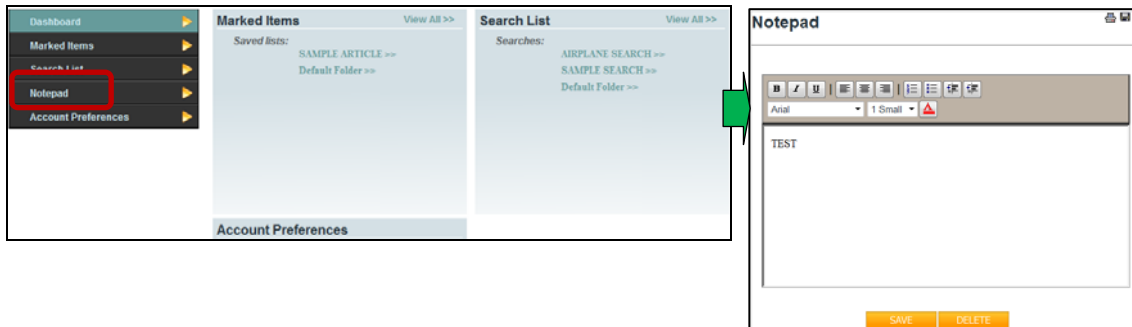 Dashboard
Marked Items
Search List
Notepad
Account Preferences
Marked Items View All >>
Saved lists:
SAMPLE ARTICLE >>
Default Folder >>
Account Preferences
Search List View All >>
Searches:
AIRPLANE SEARCH >>
SAMPLE SEARCH >>
Default Folder >>
Notepad
B I U
Arial 1 Small A
TEST
SAVE DELETE